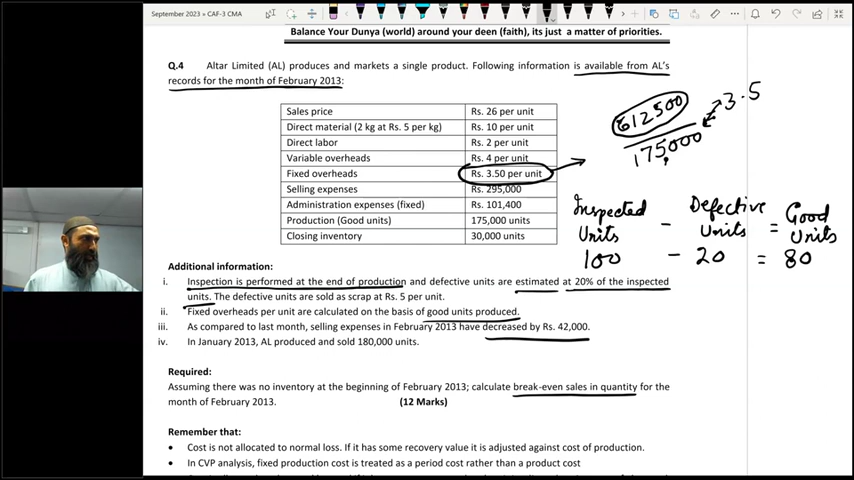 September 2023 » CAF-3 CMA
Balance Your Dunya (world) around your deen (faith), its just a matter of priorities.
Q.4 Altar Limited (AL) produces and markets a single product. Following information is available from AL's
records for the month of February 2013:
Sales price Rs. 26 per unit
Direct material (2 kg at Rs. 5 per kg) Rs. 10 per unit
Direct labor Rs. 2 per unit
Variable overheads Rs. 4 per unit
Fixed overheads Rs. 3.50 per unit
Selling expenses Rs. 295,000
Administration expenses (fixed) Rs. 101,400
Production (Good units) 175,000 units
Closing inventory 30,000 units
612500
175,000
3.5
Inspected Units - Defective Units = Good Units
100 - 20 = 80
Additional information:
i. Inspection is performed at the end of production and defective units are estimated at 20% of the inspected
units. The defective units are sold as scrap at Rs. 5 per unit.
ii. Fixed overheads per unit are calculated on the basis of good units produced.
iii. As compared to last month, selling expenses in February 2013 have decreased by Rs. 42,000.
iv. In January 2013, AL produced and sold 180,000 units.
Required:
Assuming there was no inventory at the beginning of February 2013; calculate break-even sales in quantity for the
month of February 2013. (12 Marks)
Remember that:
• Cost is not allocated to normal loss. If it has some recovery value it is adjusted against cost of production.
• In CVP analysis, fixed production cost is treated as a period cost rather than a product cost